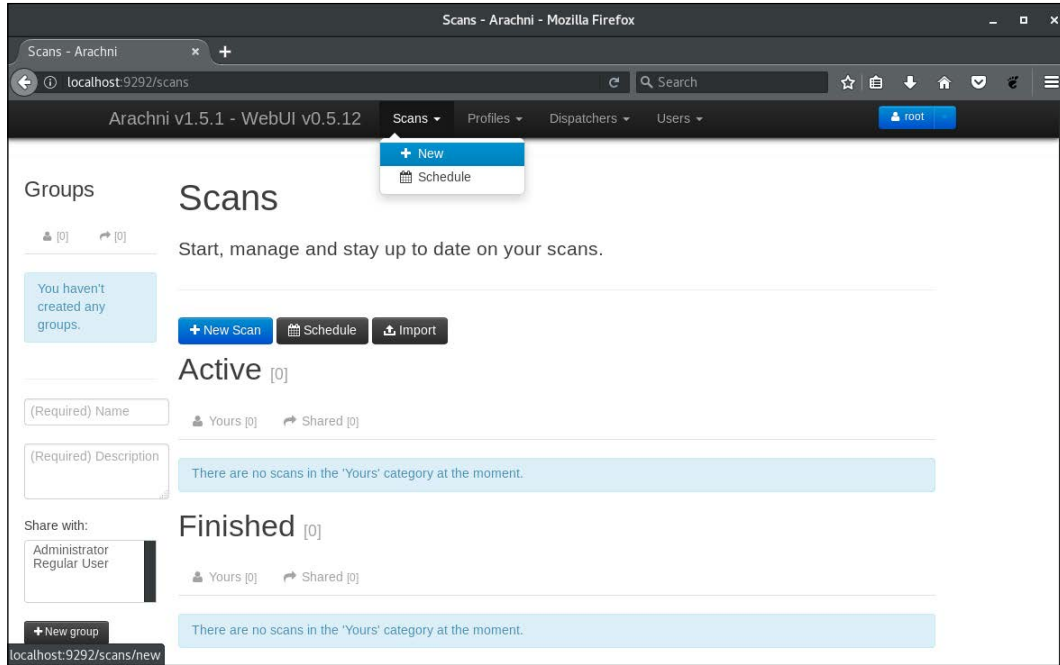 Scans - Arachni - Mozilla Firefox
Scans - Arachni
localhost:9292/scans
Search
Arachni v1.5.1 - WebUI v0.5.12
Scans
Profiles
Dispatchers
Users
root
New
Schedule
Groups
[0]
[0]
You haven't
created any
groups.
(Required) Name
(Required) Description
Share with:
Administrator
Regular User
New group
Scans
Start, manage and stay up to date on your scans.
New Scan
Schedule
Import
Active [0]
Yours [0]
Shared [0]
There are no scans in the 'Yours' category at the moment.
Finished [0]
Yours [0]
Shared [0]
There are no scans in the 'Yours' category at the moment.
localhost:9292/scans/new